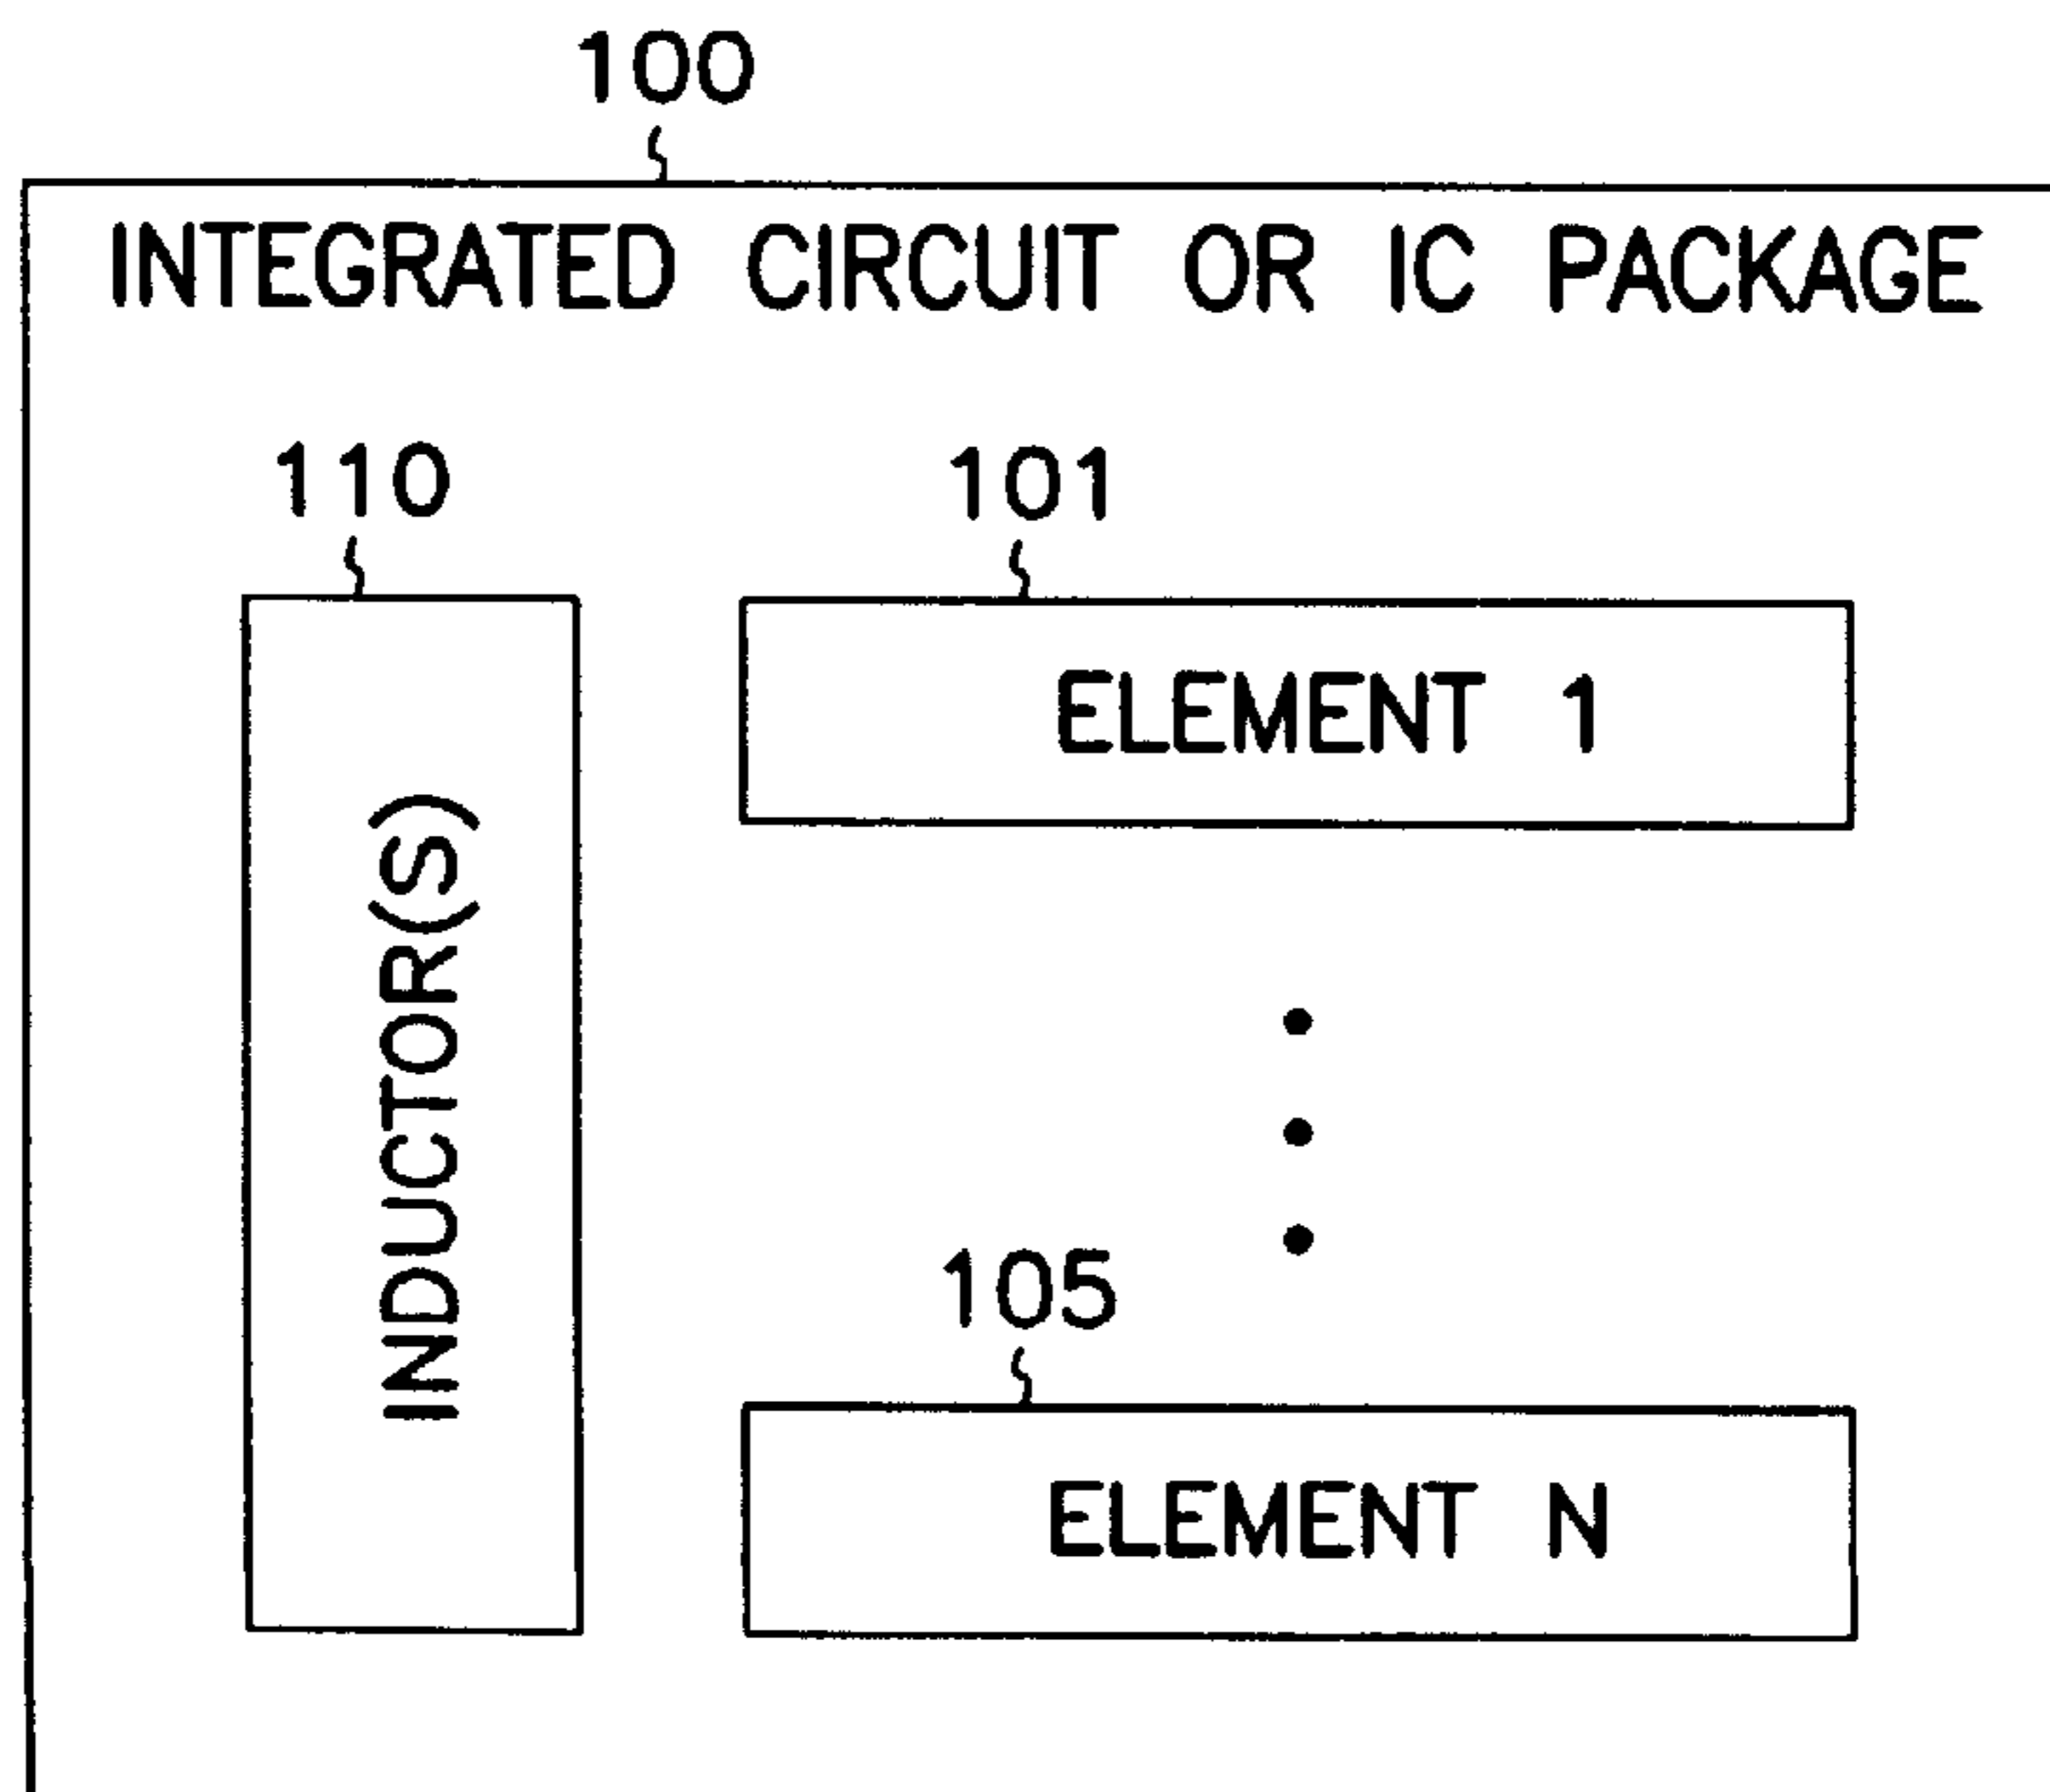 100
INTEGRATED CIRCUIT OR IC PACKAGE
110
101
INDUCTOR(S)
ELEMENT 1
105
ELEMENT N